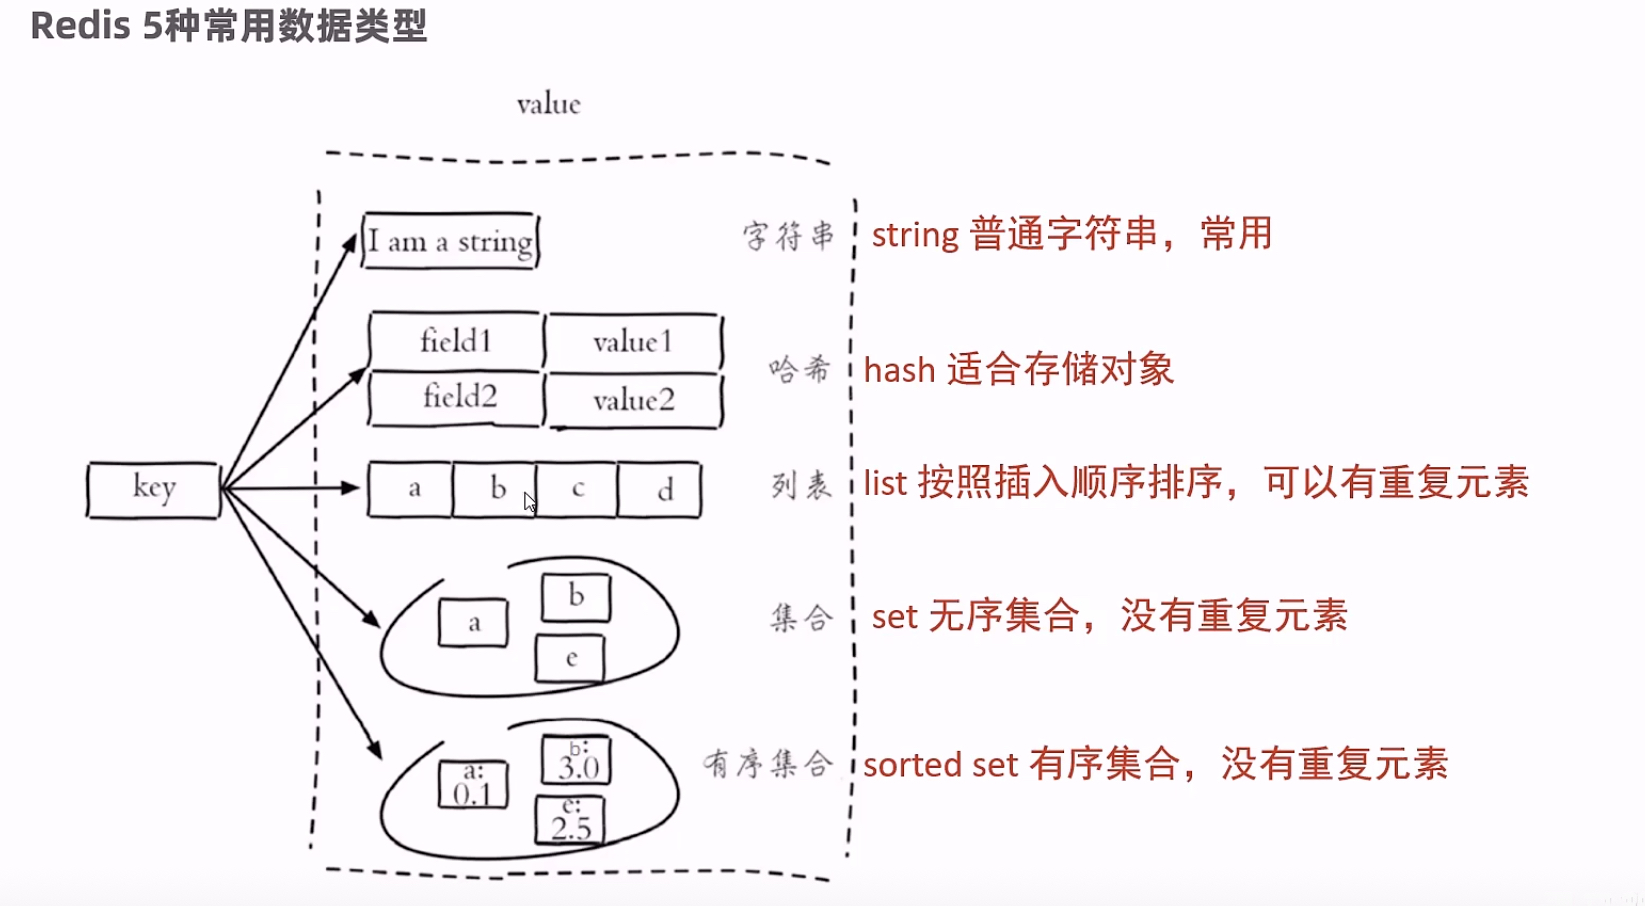 Redis 5种常用数据类型
value
I am a string
字符串
string 普通字符串，常用
field1
value1
field2
value2
哈希
hash 适合存储对象
key
a
b
c
d
列表
list 按照插入顺序排序，可以有重复元素
a
b
e
集合
set 无序集合，没有重复元素
a:
0.1
b:
3.0
e:
2.5
有序集合
sorted set 有序集合，没有重复元素